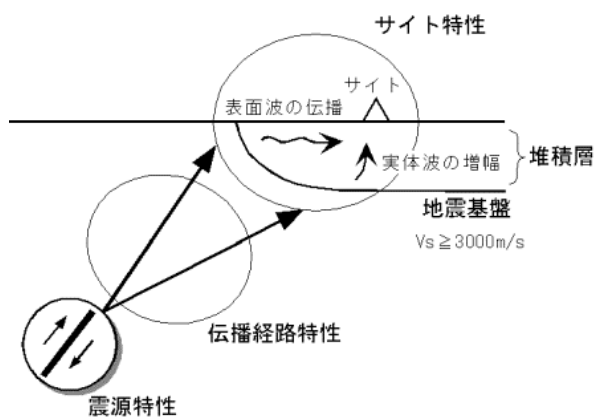 サイト特性
サイト
表面波の伝播
実体波の増幅
堆積層
地震基盤
Vs≧3000m/s
伝播経路特性
震源特性